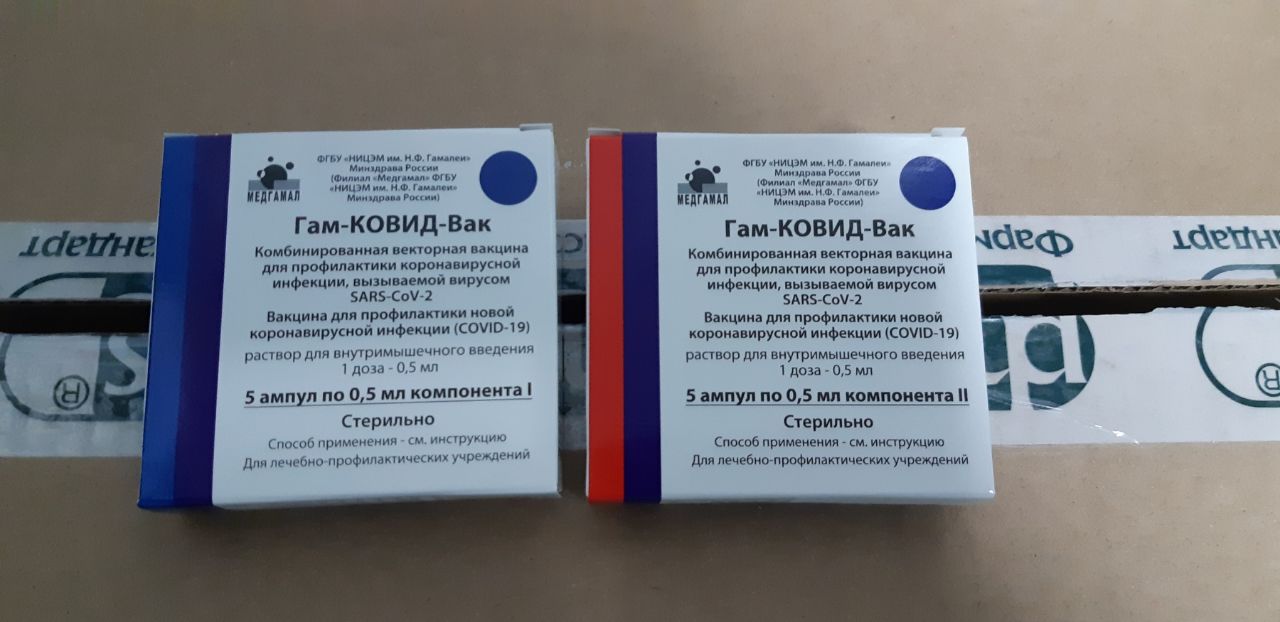 МЕДГАМАЛ
ФГБУ «НИЦЭМ им. Н.Ф. Гамалеи»
Минздрава России
(Филиал «Медгамал» ФГБУ
«НИЦЭМ им. Н.Ф. Гамалеи»
Минздрава России)
Гам-КОВИД-Вак
Комбинированная векторная вакцина
для профилактики коронавирусной
инфекции, вызываемой вирусом
SARS-CoV-2
Вакцина для профилактики новой
коронавирусной инфекции (COVID-19)
раствор для внутримышечного введения
1 доза - 0,5 мл
5 ампул по 0,5 мл компонента I
Стерильно
Способ применения - см. инструкцию
Для лечебно-профилактических учреждений
МЕДГАМАЛ
ФГБУ «НИЦЭМ им. Н.Ф. Гамалеи»
Минздрава России
(Филиал «Медгамал» ФГБУ
«НИЦЭМ им. Н.Ф. Гамалеи»
Минздрава России)
Гам-КОВИД-Вак
Комбинированная векторная вакцина
для профилактики коронавирусной
инфекции, вызываемой вирусом
SARS-CoV-2
Вакцина для профилактики новой
коронавирусной инфекции (COVID-19)
раствор для внутримышечного введения
1 доза - 0,5 мл
5 ампул по 0,5 мл компонента II
Стерильно
Способ применения - см. инструкцию
Для лечебно-профилактических учреждений